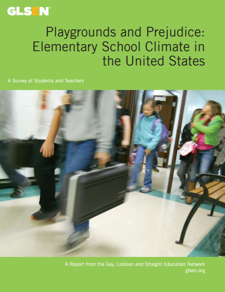 GLSEN
Playgrounds and Prejudice:
Elementary School Climate in
the United States
A Survey of Students and Teachers
A Report from the Gay, Lesbian and Straight Education Network
glsen.org